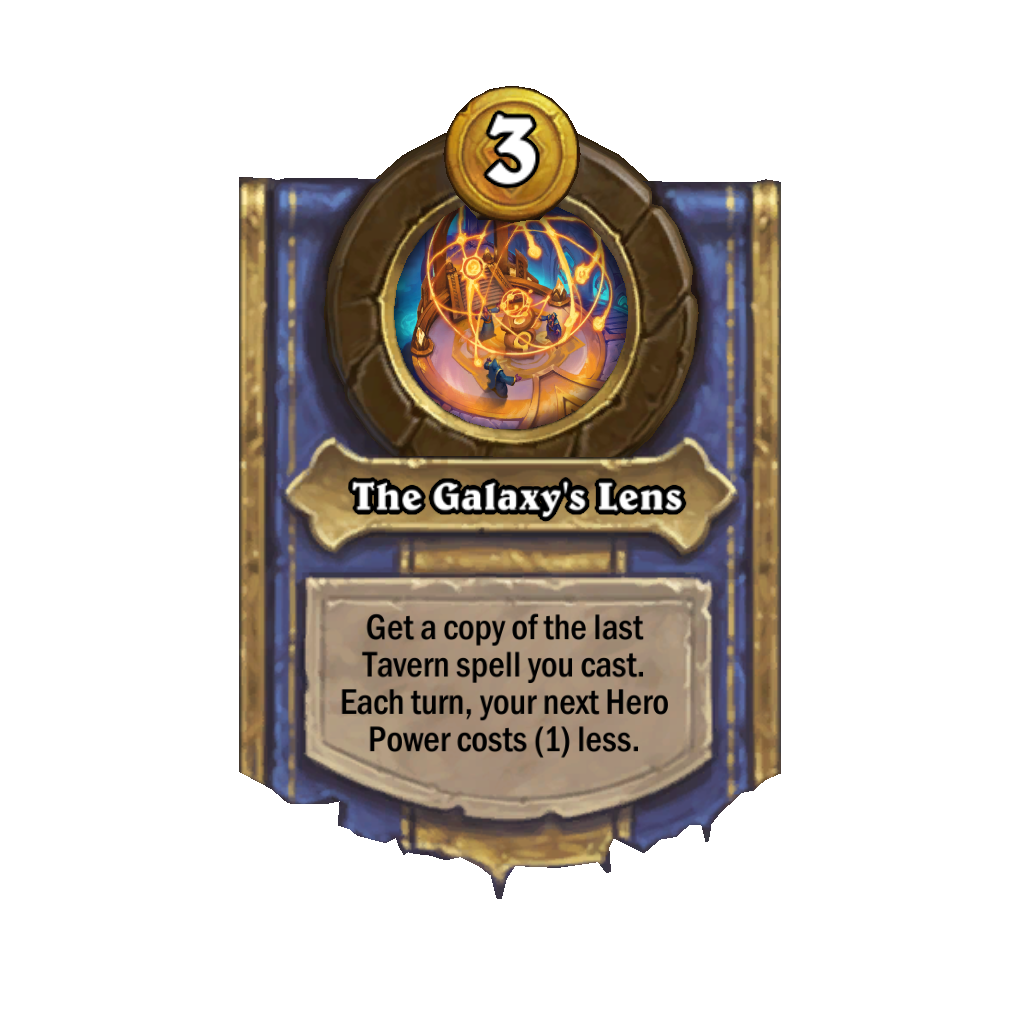 3
The Galaxy's Lens
Get a copy of the last
Tavern spell you cast.
Each turn, your next Hero
Power costs (1) less.